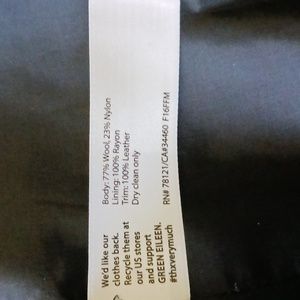 Body: 77% Wool, 23% Nylon
Lining: 100% Rayon
Trim: 100% Leather
Dry clean only
RN# 78121/CA#34460 F16FFM
We'd like our
clothes back.
Recycle them at
our US stores
and support
GREEN EILEEN.
#thxverymuch